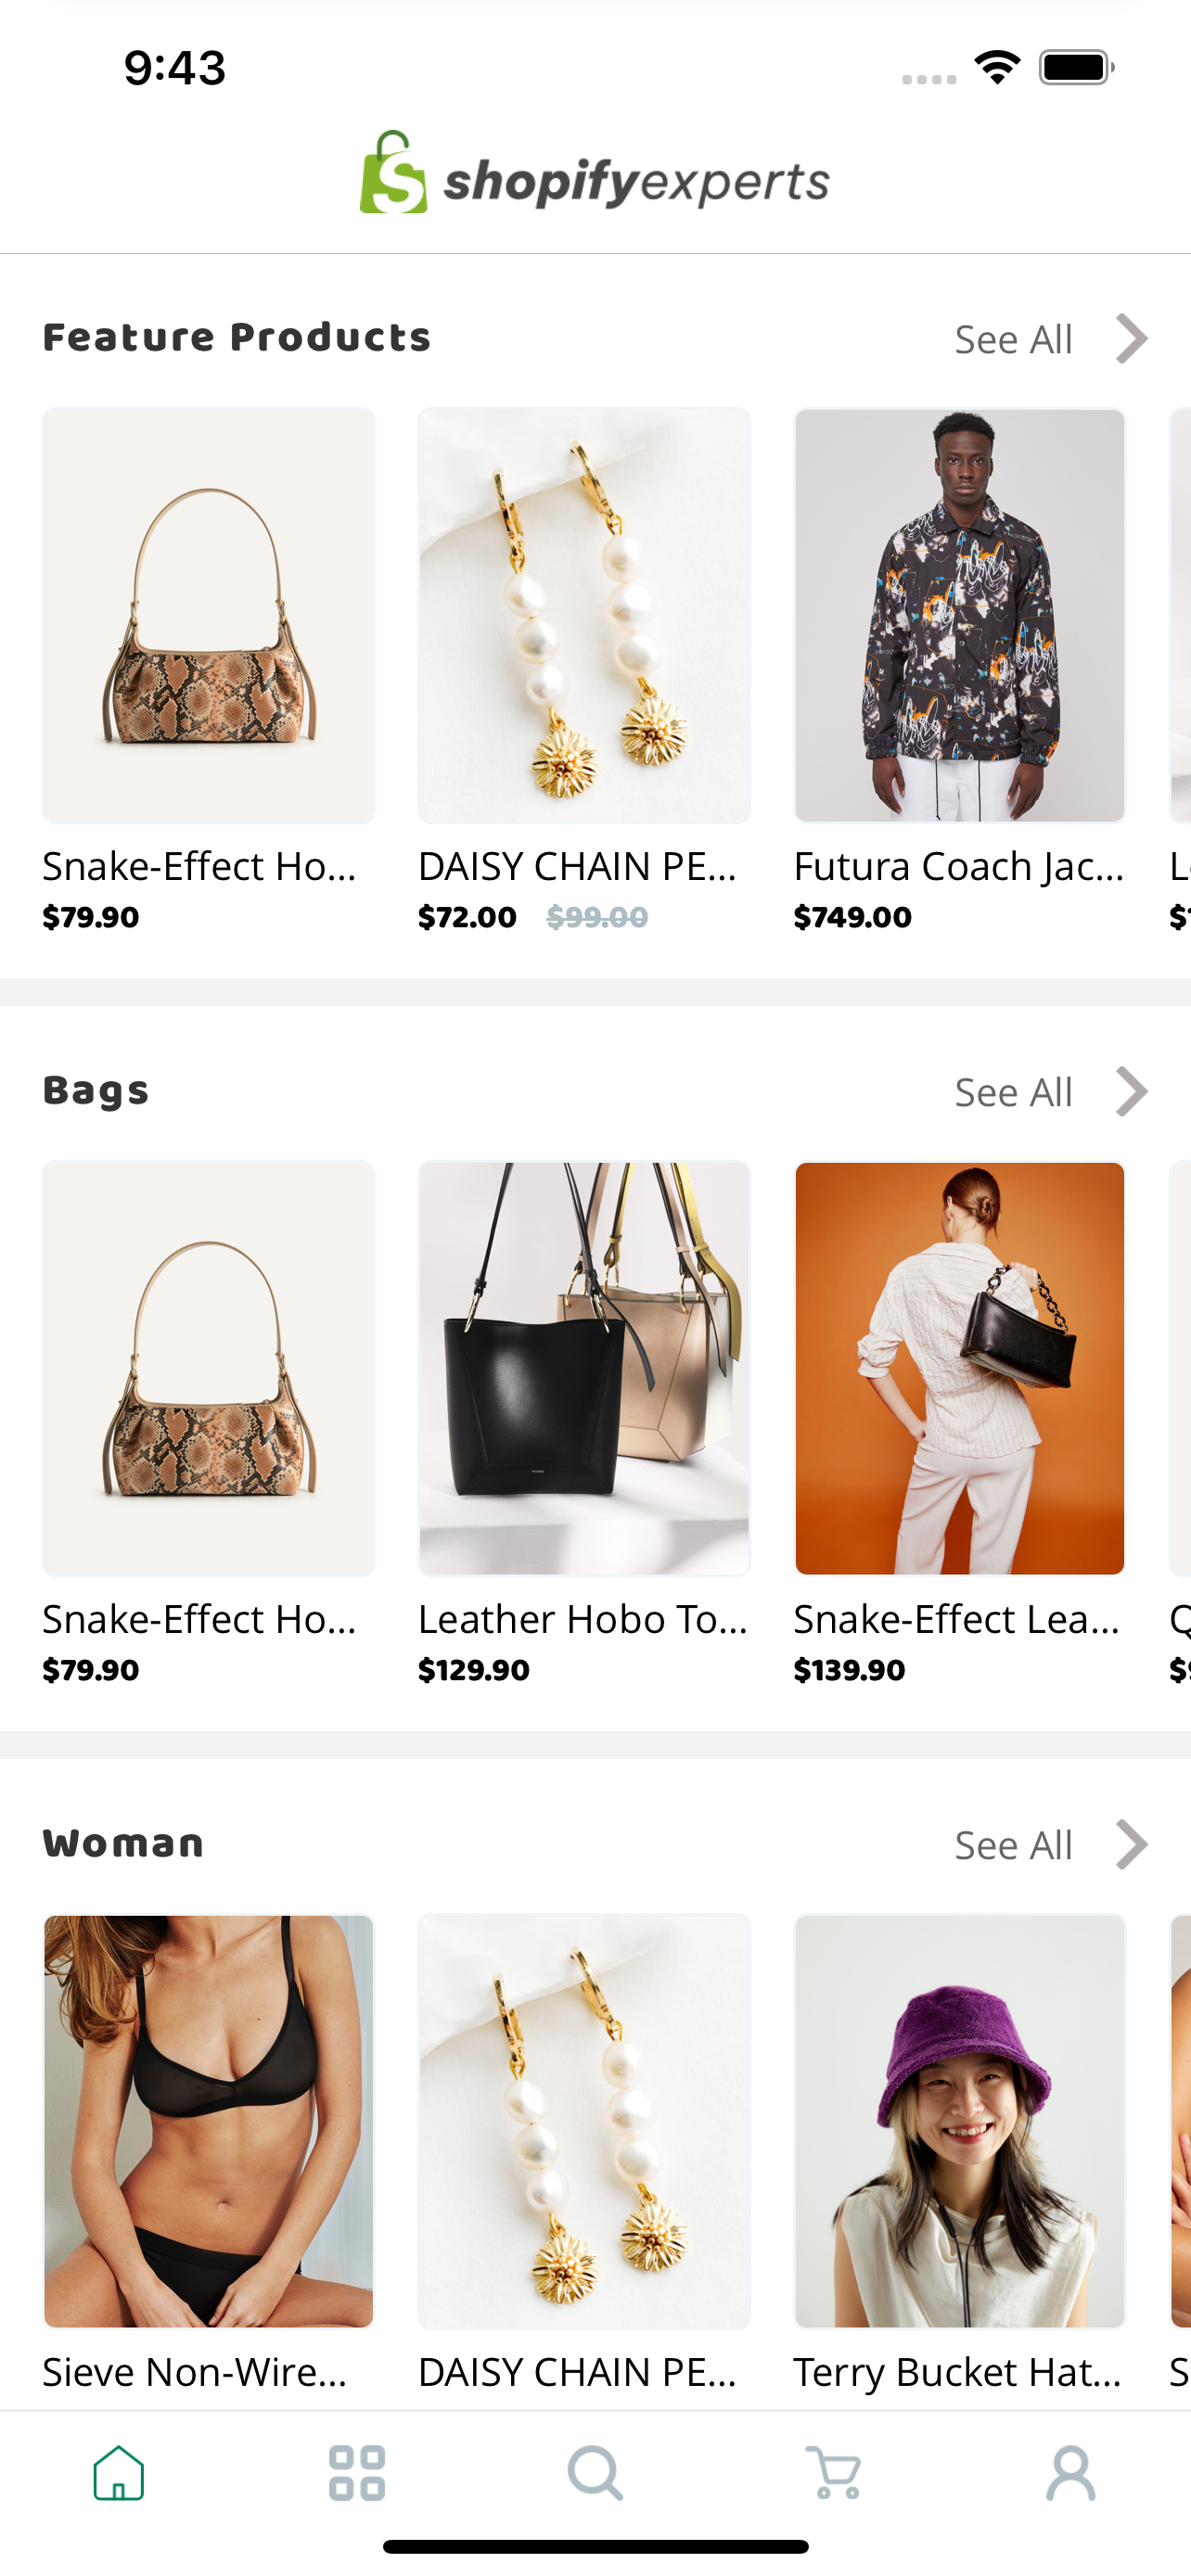 9:43
shopifyexperts
Feature Products See All
Snake-Effect Ho... DAISY CHAIN PE... Futura Coach Jac...
$79.90 $72.00 $99.00 $749.00
Bags See All
Snake-Effect Ho... Leather Hobo To... Snake-Effect Lea...
$79.90 $129.90 $139.90
Woman See All
Sieve Non-Wire... DAISY CHAIN PE... Terry Bucket Hat...